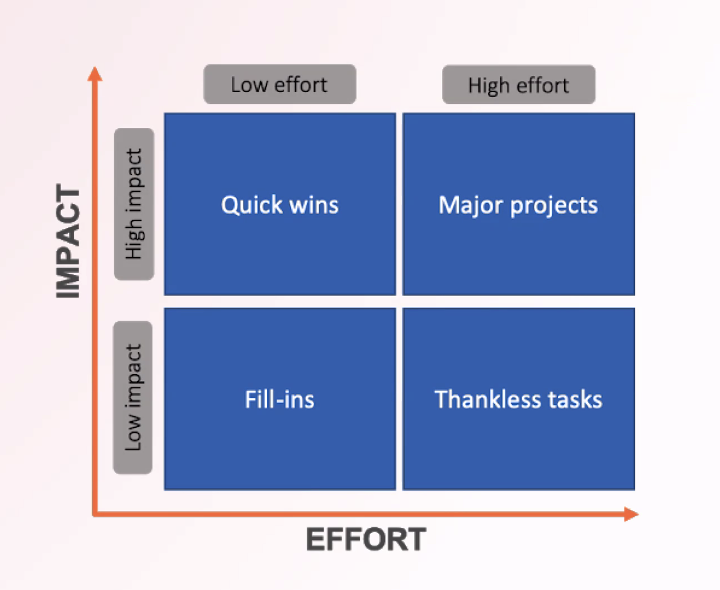 Low effort
High effort
IMPACT
High impact
Quick wins
Major projects
Low impact
Fill-ins
Thankless tasks
EFFORT